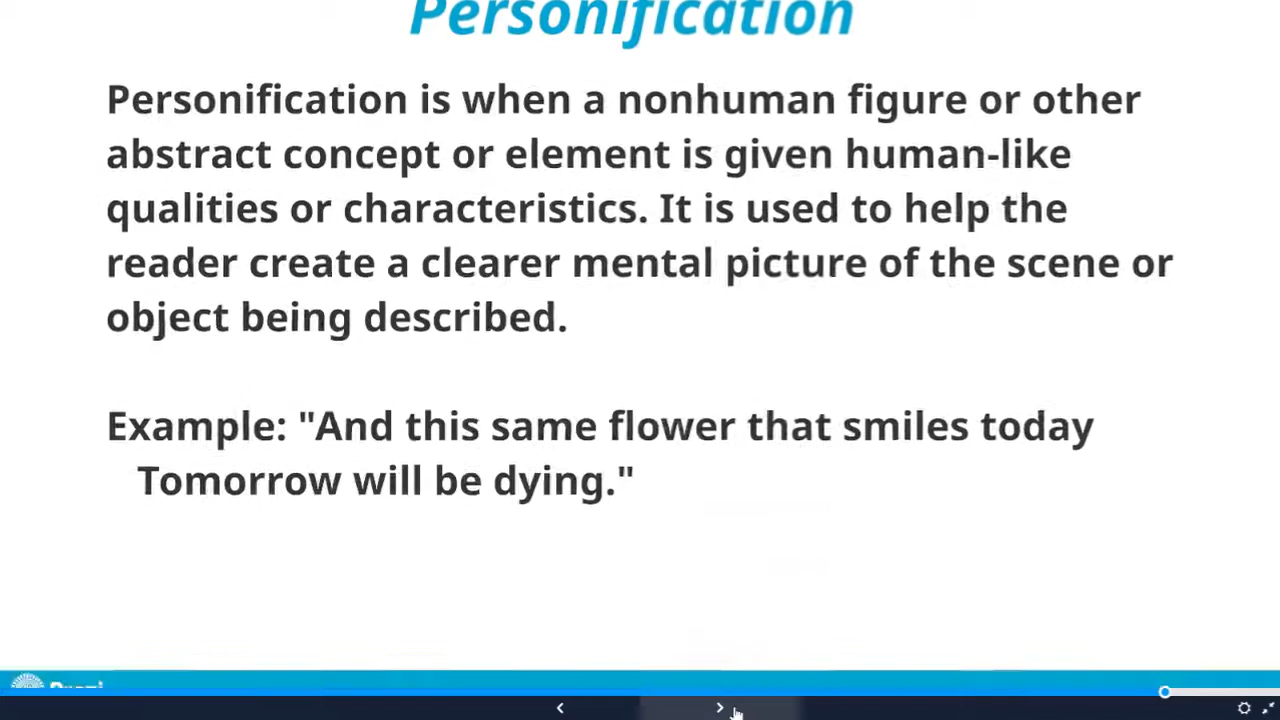 Personification
Personification is when a nonhuman figure or other
abstract concept or element is given human-like
qualities or characteristics. It is used to help the
reader create a clearer mental picture of the scene or
object being described.
Example: "And this same flower that smiles today
Tomorrow will be dying."